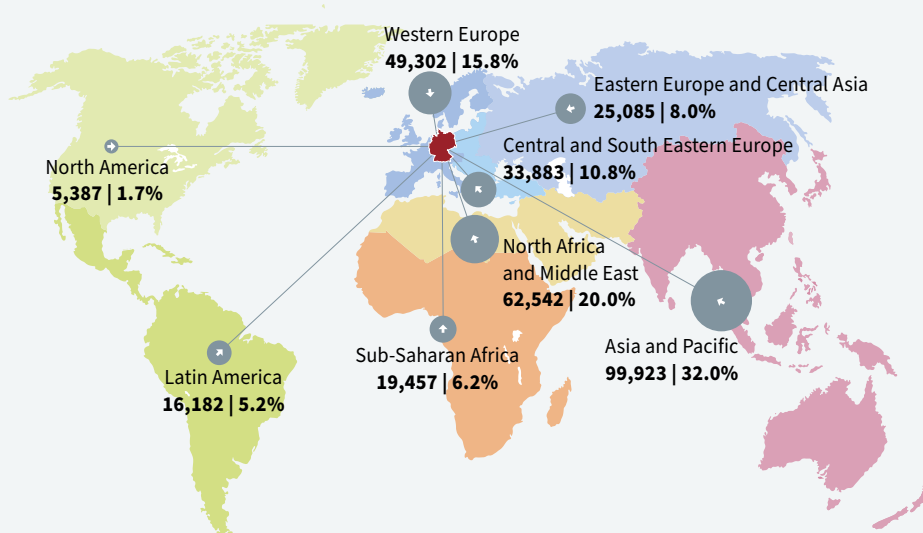 Western Europe
49,302 | 15.8%
Eastern Europe and Central Asia
25,085 | 8.0%
Central and South Eastern Europe
33,883 | 10.8%
North America
5,387 | 1.7%
North Africa
and Middle East
62,542 | 20.0%
Asia and Pacific
99,923 | 32.0%
Sub-Saharan Africa
19,457 | 6.2%
Latin America
16,182 | 5.2%